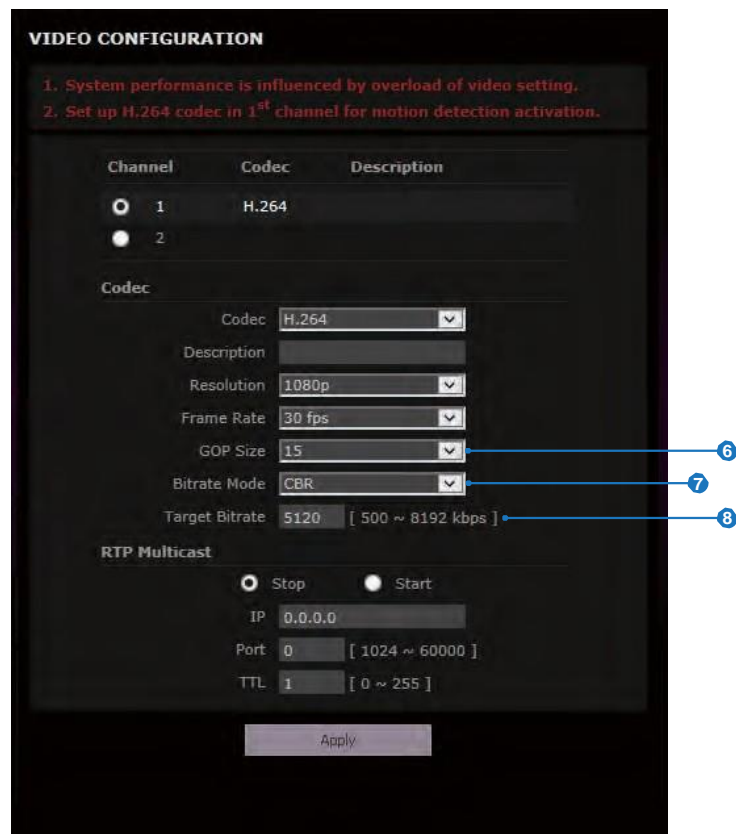 VIDEO CONFIGURATION
1. System performance is influenced by overload of video setting.
2. Set up H.264 codec in 1st channel for motion detection activation.
Channel Codec Description
1 H.264
2
Codec
Codec H.264
Description
Resolution 1080p
Frame Rate 30 fps
GOP Size 15 6
Bitrate Mode CBR 7
Target Bitrate 5120 [ 500 ~ 8192 kbps ] 8
RTP Multicast
Stop Start
IP 0.0.0.0
Port 0 [ 1024 ~ 60000 ]
TTL 1 [ 0 ~ 255 ]
Apply